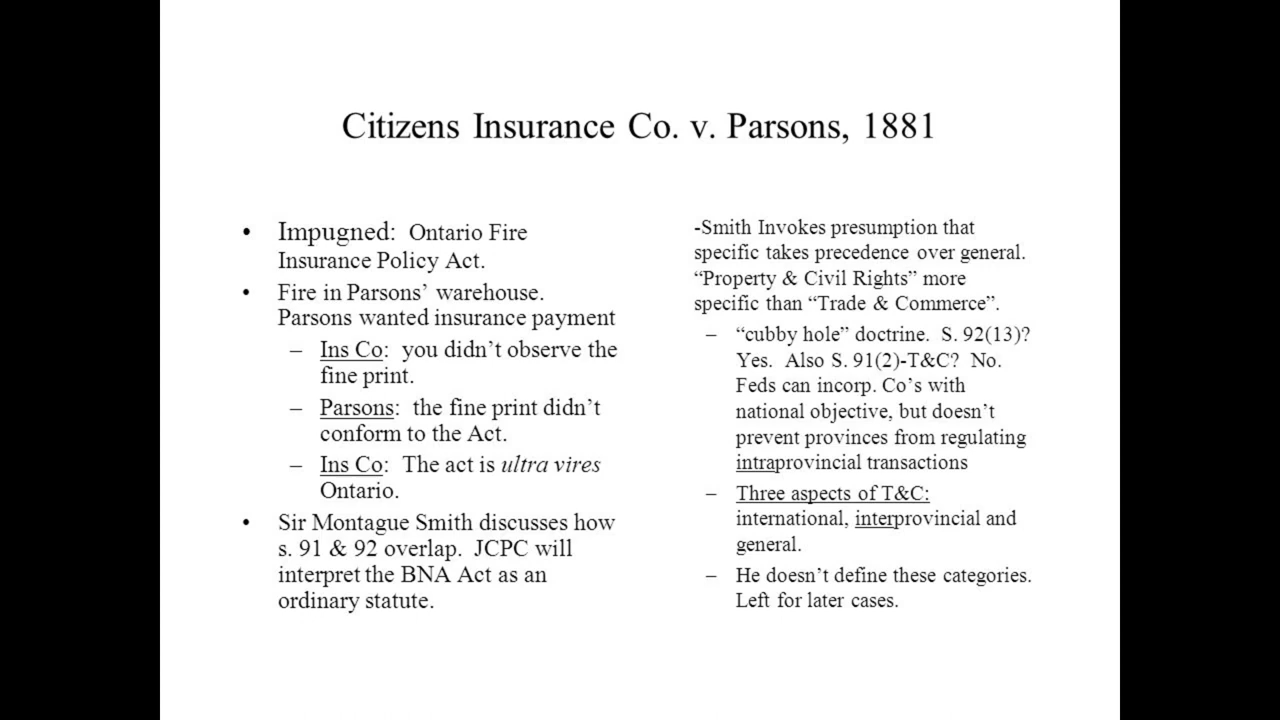 Citizens Insurance Co. v. Parsons, 1881
• Impugned: Ontario Fire
Insurance Policy Act.
• Fire in Parsons’ warehouse.
Parsons wanted insurance payment
– Ins Co: you didn’t observe the
fine print.
– Parsons: the fine print didn’t
conform to the Act.
– Ins Co: The act is ultra vires
Ontario.
• Sir Montague Smith discusses how
s. 91 & 92 overlap. JCPC will
interpret the BNA Act as an
ordinary statute.
-Smith Invokes presumption that
specific takes precedence over general.
“Property & Civil Rights” more
specific than “Trade & Commerce”.
– “cubby hole” doctrine. S. 92(13)?
Yes. Also S. 91(2)-T&C? No.
Feds can incorp. Co’s with
national objective, but doesn’t
prevent provinces from regulating
intraprovincial transactions
– Three aspects of T&C:
international, interprovincial and
general.
– He doesn’t define these categories.
Left for later cases.